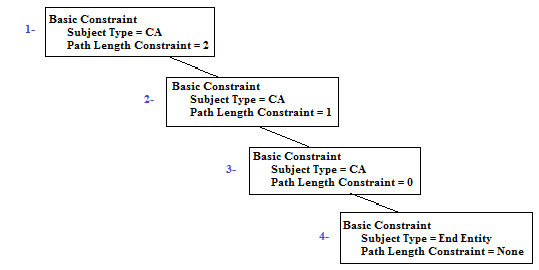 1-
Basic Constraint
Subject Type = CA
Path Length Constraint = 2
2-
Basic Constraint
Subject Type = CA
Path Length Constraint = 1
3-
Basic Constraint
Subject Type = CA
Path Length Constraint = 0
4-
Basic Constraint
Subject Type = End Entity
Path Length Constraint = None